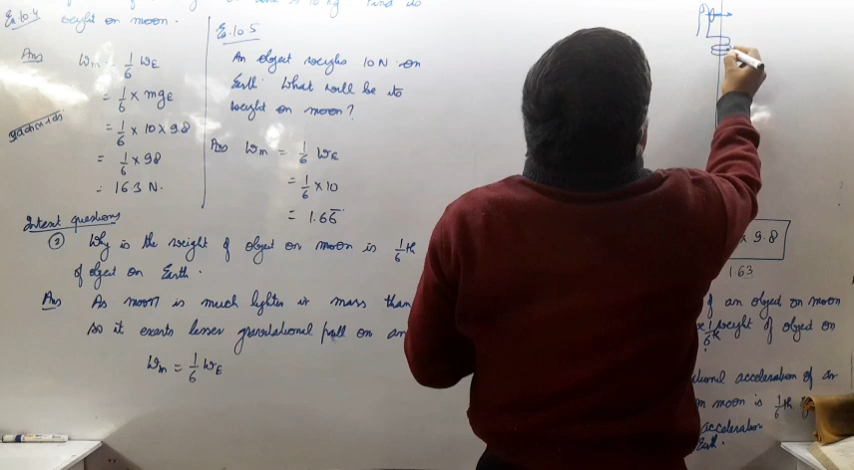 Ex.10.4
weight on moon.
Ans Wm = 1/6 WE
= 1/6 × mgE
= 1/6 × 10 × 9.8
= 1/6 × 98
= 163 N.
Ex.10.5
An object weighs 10 N on
Earth. What will be its
weight on moon?
Ans Wm = 1/6 WE
= 1/6 × 10
= 1.66
Intext questions
② Why is the weight of object on moon is 1/6 th
of object on Earth.
Ans As moon is much lighter in mass than
so it exerts lesser gravitational pull on an
Wm = 1/6 WE
× 9.8
1.63
of an object on moon
1/6 th weight of object on
acceleration of an
on moon is 1/6 th
acceleration
Earth.